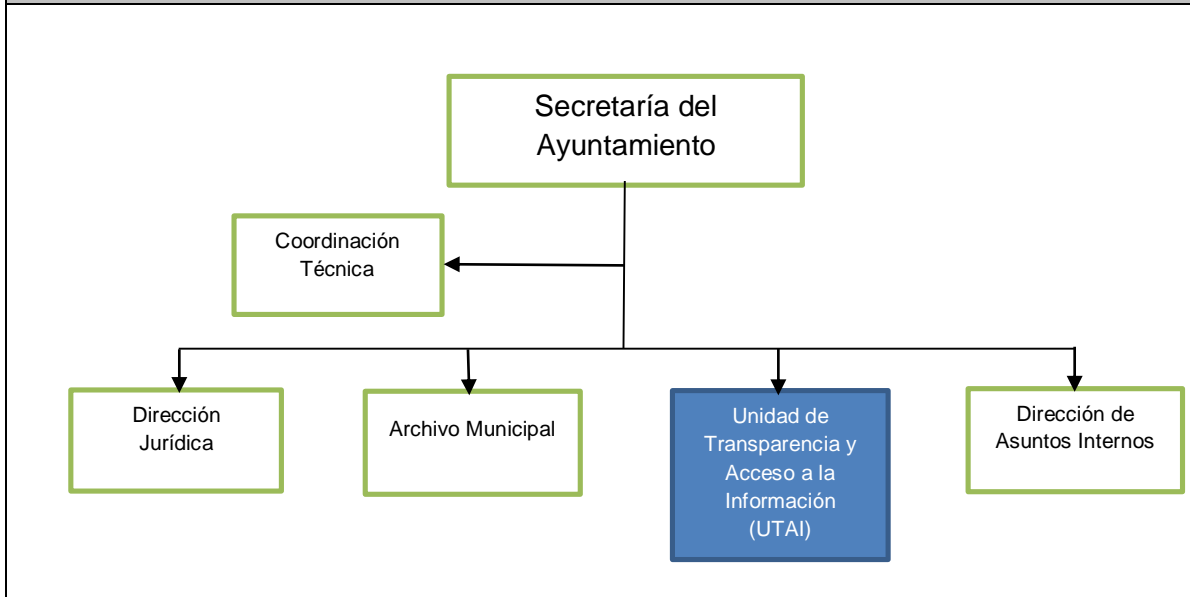 Secretaría del
Ayuntamiento
Coordinación
Técnica
Dirección
Jurídica
Archivo Municipal
Unidad de
Transparencia y
Acceso a la
Información
(UTAI)
Dirección de
Asuntos Internos